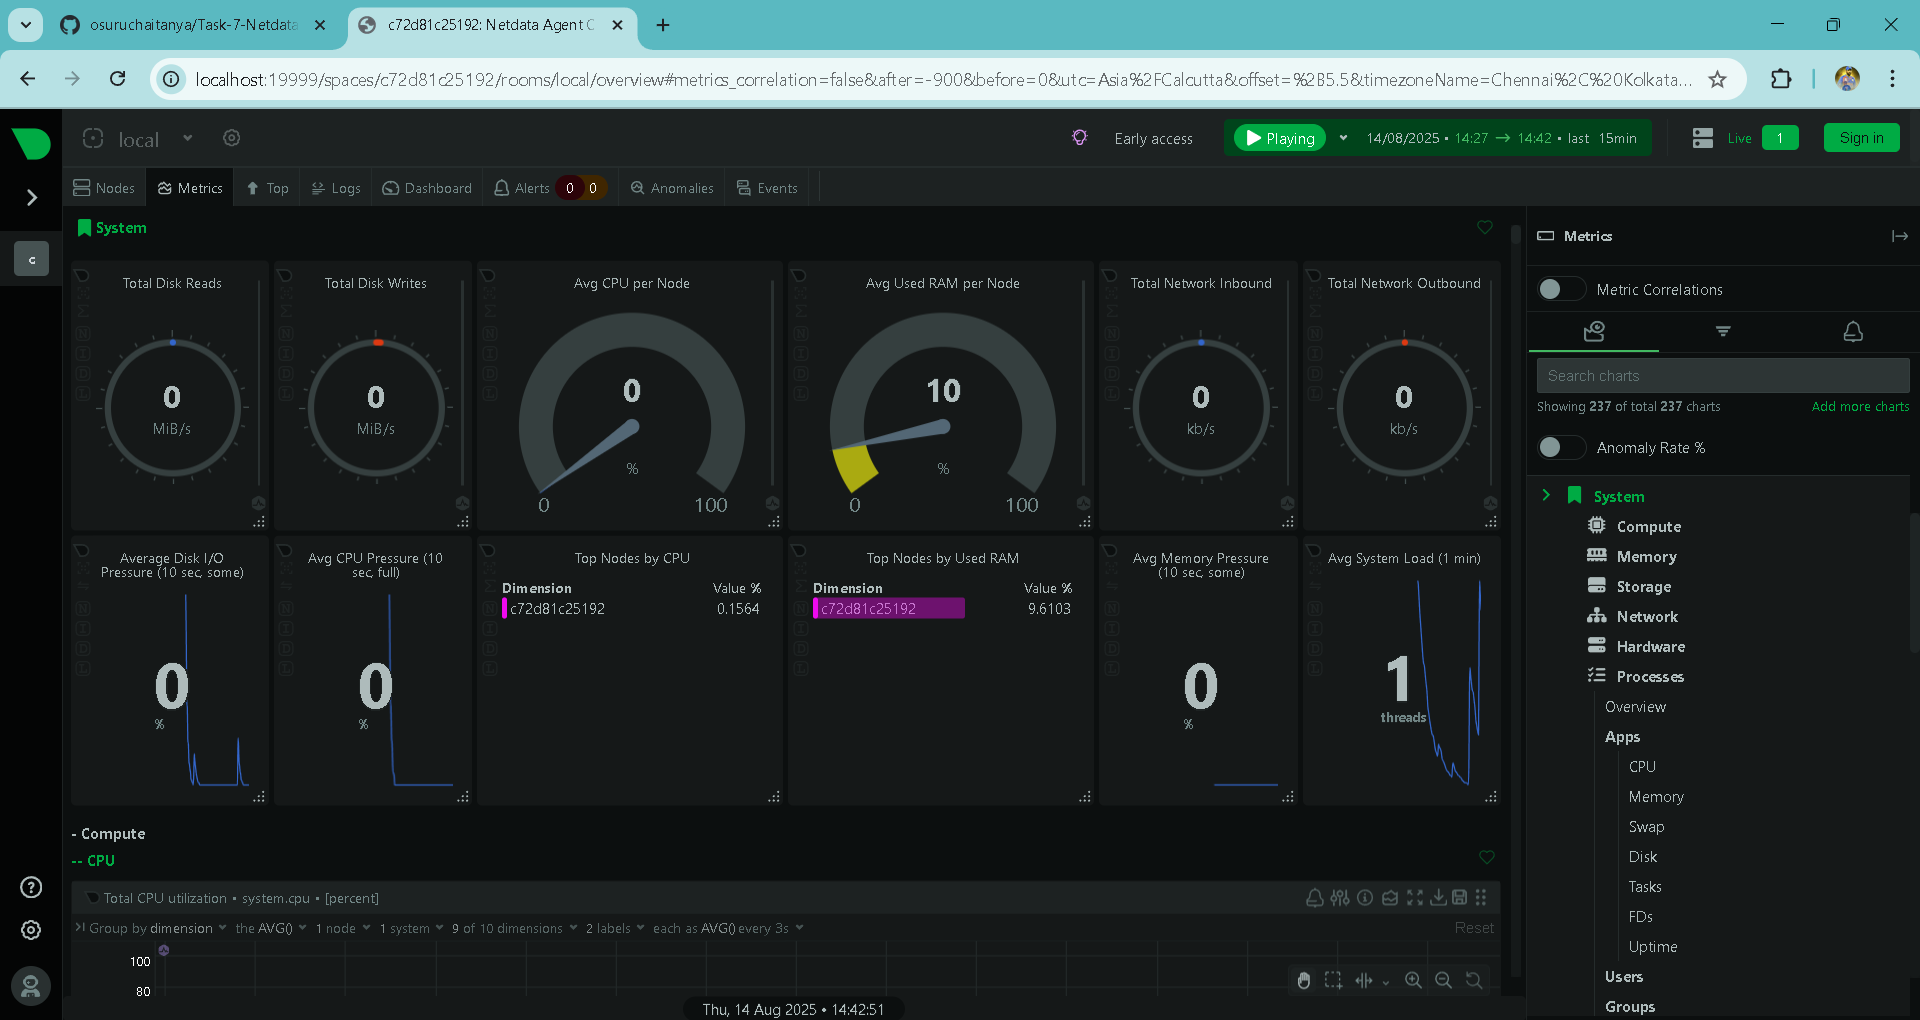 osuruchaitanya/Task-7-Netdata
c72d81c25192: Netdata Agent C
localhost:19999/spaces/c72d81c25192/rooms/local/overview#metrics_correlation=false&after=-900&before=0&utc=Asia%2FCalcutta&offset=%2B5.5&timezoneName=Chennai%2C%20Kolkata...
local
Early access
Playing
14/08/2025 • 14:27 → 14:42 • last 15min
Live 1
Sign in
Nodes Metrics Top Logs Dashboard Alerts 0 0 Anomalies Events
c
System
Total Disk Reads
0
MiB/s
Total Disk Writes
0
MiB/s
Avg CPU per Node
0
%
0 100
Avg Used RAM per Node
10
%
0 100
Total Network Inbound
0
kb/s
Total Network Outbound
0
kb/s
Average Disk I/O
Pressure (10 sec, some)
0
%
Avg CPU Pressure (10
sec, full)
0
%
Top Nodes by CPU
Dimension Value %
c72d81c25192 0.1564
Top Nodes by Used RAM
Dimension Value %
c72d81c25192 9.6103
Avg Memory Pressure
(10 sec, some)
0
%
Avg System Load (1 min)
1
threads
- Compute
-- CPU
Total CPU utilization • system.cpu • [percent]
Group by dimension the AVG() 1 node 1 system 9 of 10 dimensions 2 labels each as AVG() every 3s Reset
100
80
Thu, 14 Aug 2025 • 14:42:51
Metrics
Metric Correlations
Search charts
Showing 237 of total 237 charts Add more charts
Anomaly Rate %
System
Compute
Memory
Storage
Network
Hardware
Processes
Overview
Apps
CPU
Memory
Swap
Disk
Tasks
FDs
Uptime
Users
Groups